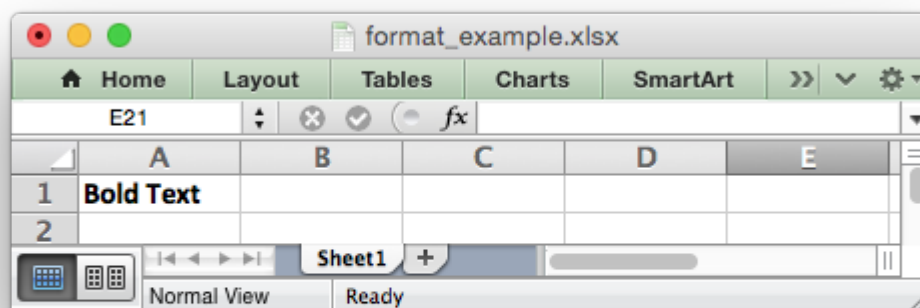 format_example.xlsx
Home Layout Tables Charts SmartArt
E21 fx
A B C D E
1 Bold Text
2
Sheet1 +
Normal View Ready